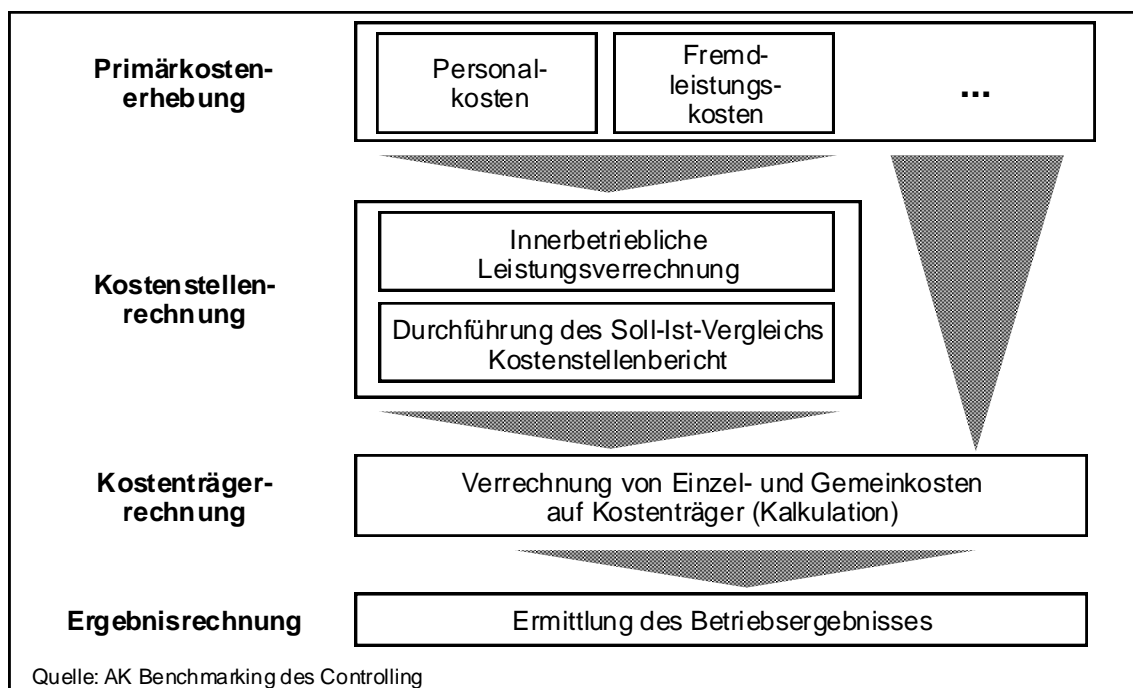 Primärkosten-
erhebung
Personal-
kosten
Fremd-
leistungs-
kosten
...
Kostenstellen-
rechnung
Innerbetriebliche
Leistungsverrechnung
Durchführung des Soll-Ist-Vergleichs
Kostenstellenbericht
Kostenträger-
rechnung
Verrechnung von Einzel- und Gemeinkosten
auf Kostenträger (Kalkulation)
Ergebnisrechnung
Ermittlung des Betriebsergebnisses
Quelle: AK Benchmarking des Controlling